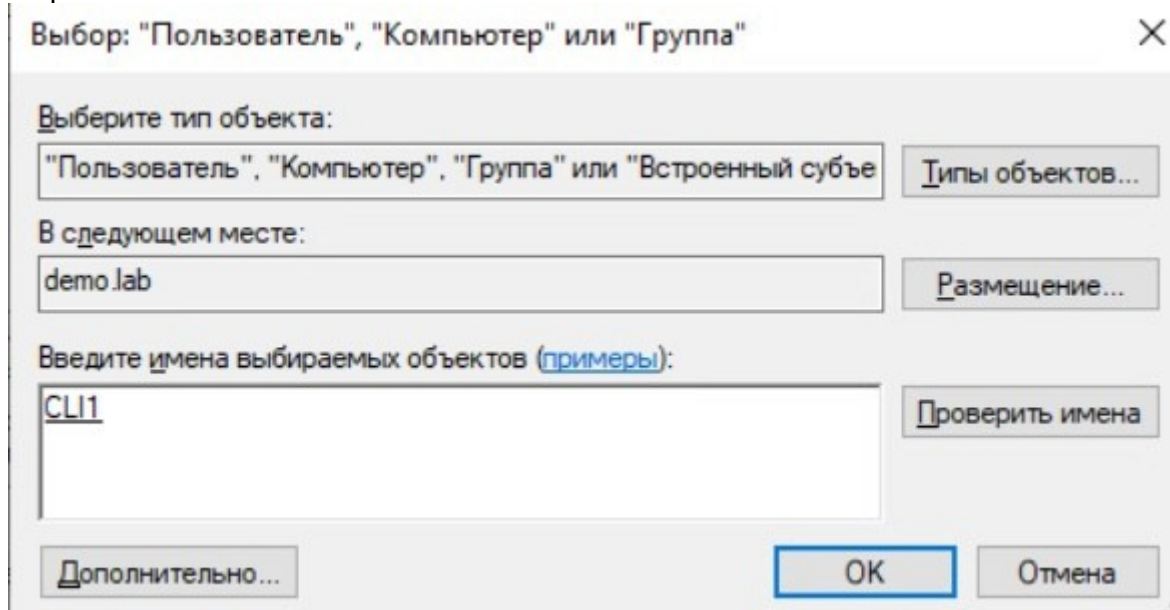 Выбор: "Пользователь", "Компьютер" или "Группа"
Выберите тип объекта:
"Пользователь", "Компьютер", "Группа" или "Встроенный субъе
Типы объектов...
В следующем месте:
demo.lab
Размещение...
Введите имена выбираемых объектов (примеры):
CLI1
Проверить имена
Дополнительно...
ОК
Отмена